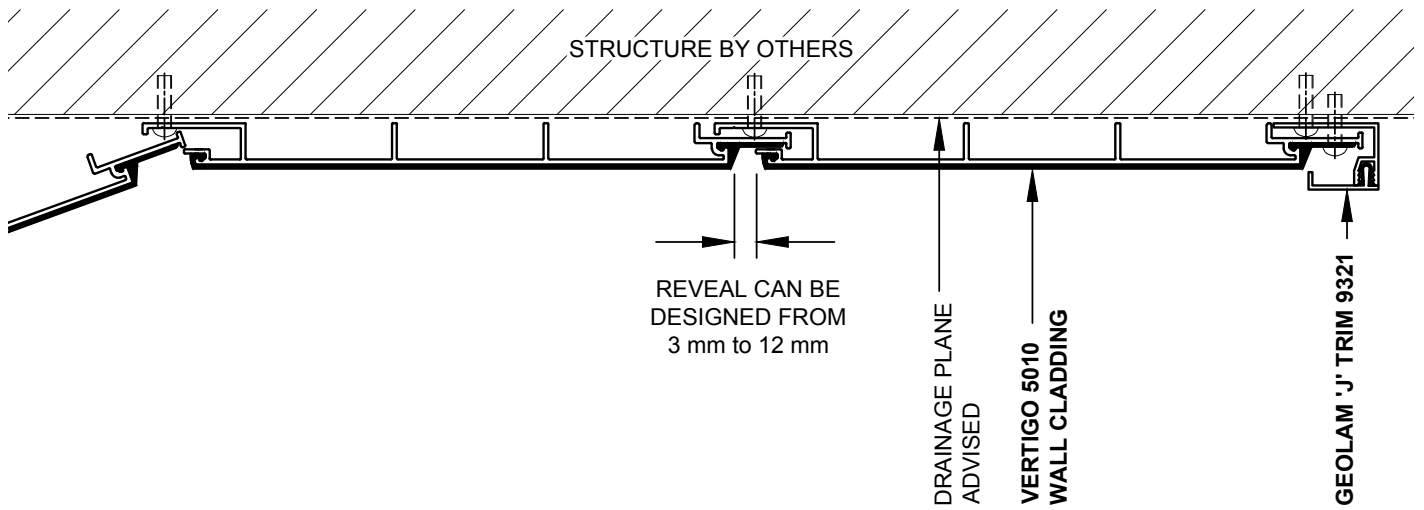 STRUCTURE BY OTHERS
REVEAL CAN BE
DESIGNED FROM
3 mm to 12 mm
DRAINAGE PLANE
ADVISED
VERTIGO 5010
WALL CLADDING
GEOLAM 'J' TRIM 9321